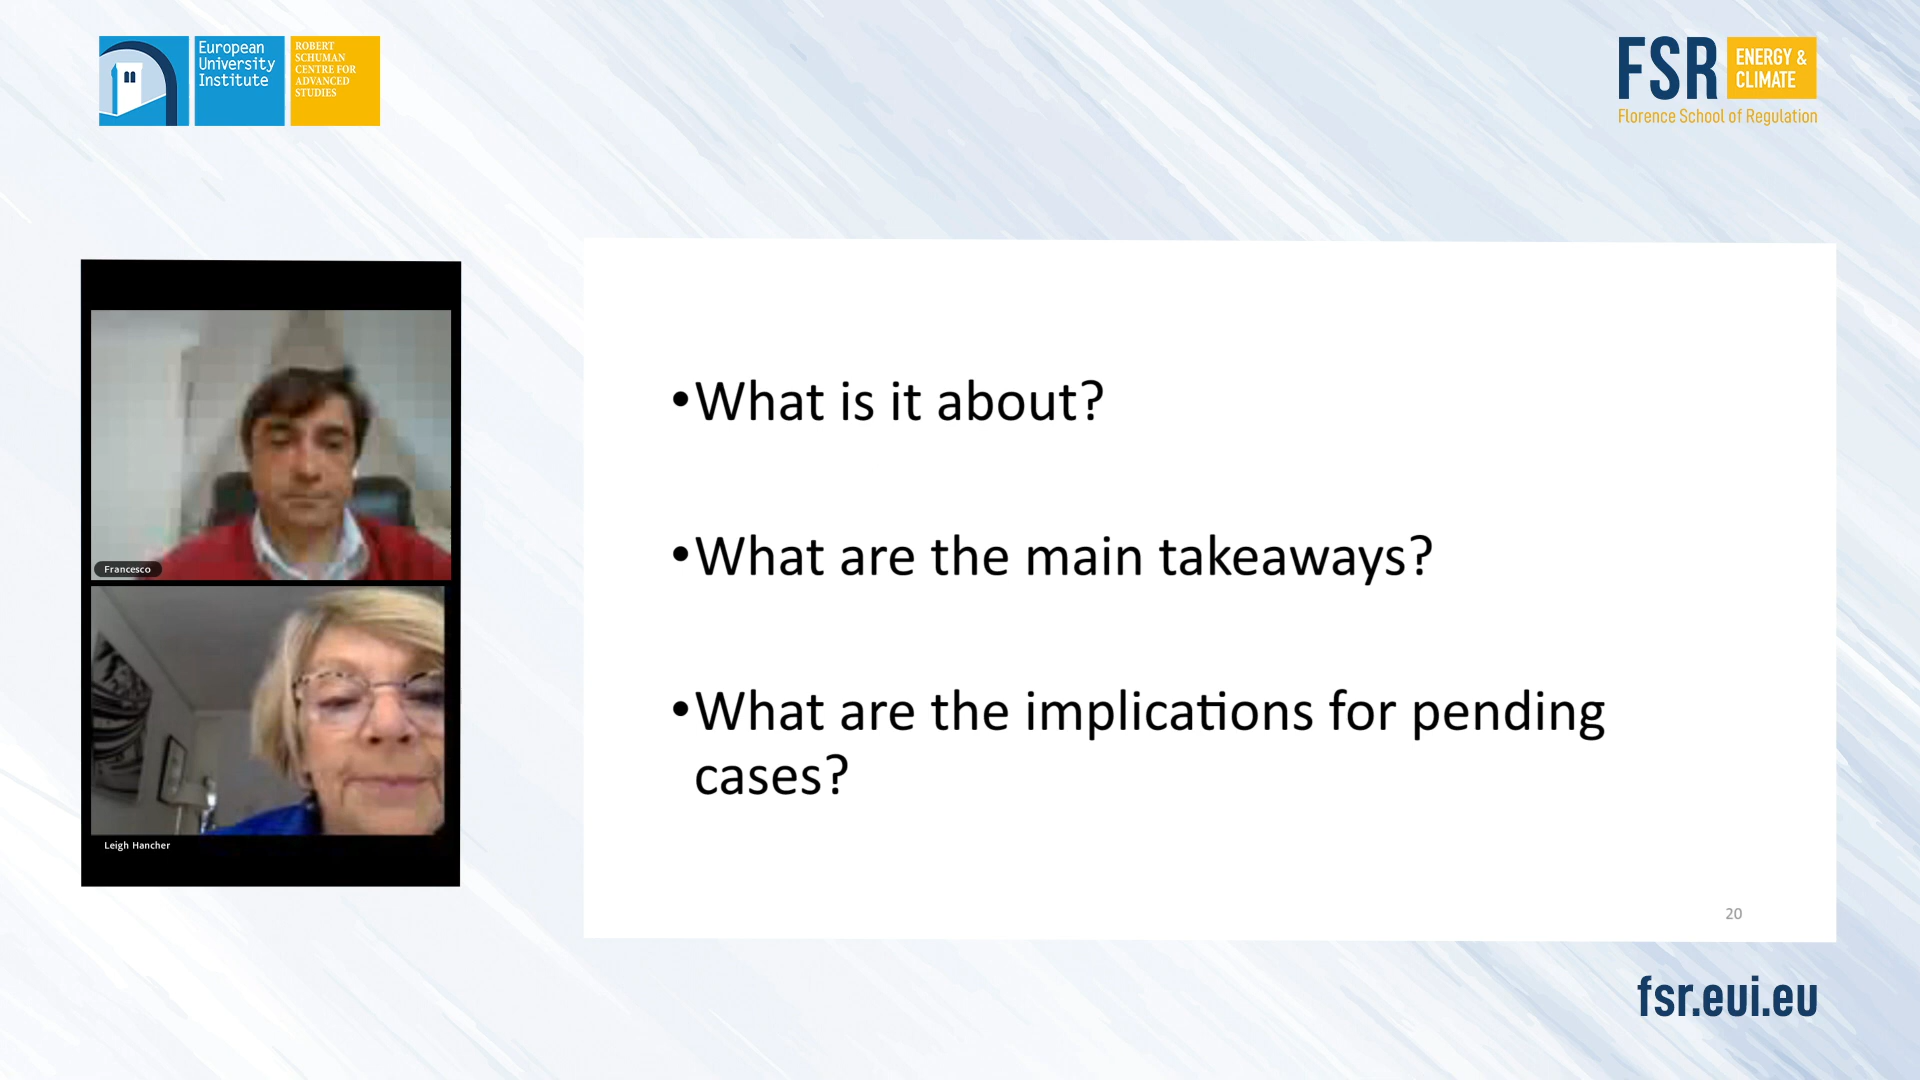 European
University
Institute
ROBERT
SCHUMAN
CENTRE FOR
ADVANCED
STUDIES
FSR
ENERGY &
CLIMATE
Florence School of Regulation
Francesco
Leigh Hancher
•What is it about?
•What are the main takeaways?
•What are the implications for pending
cases?
20
fsr.eui.eu